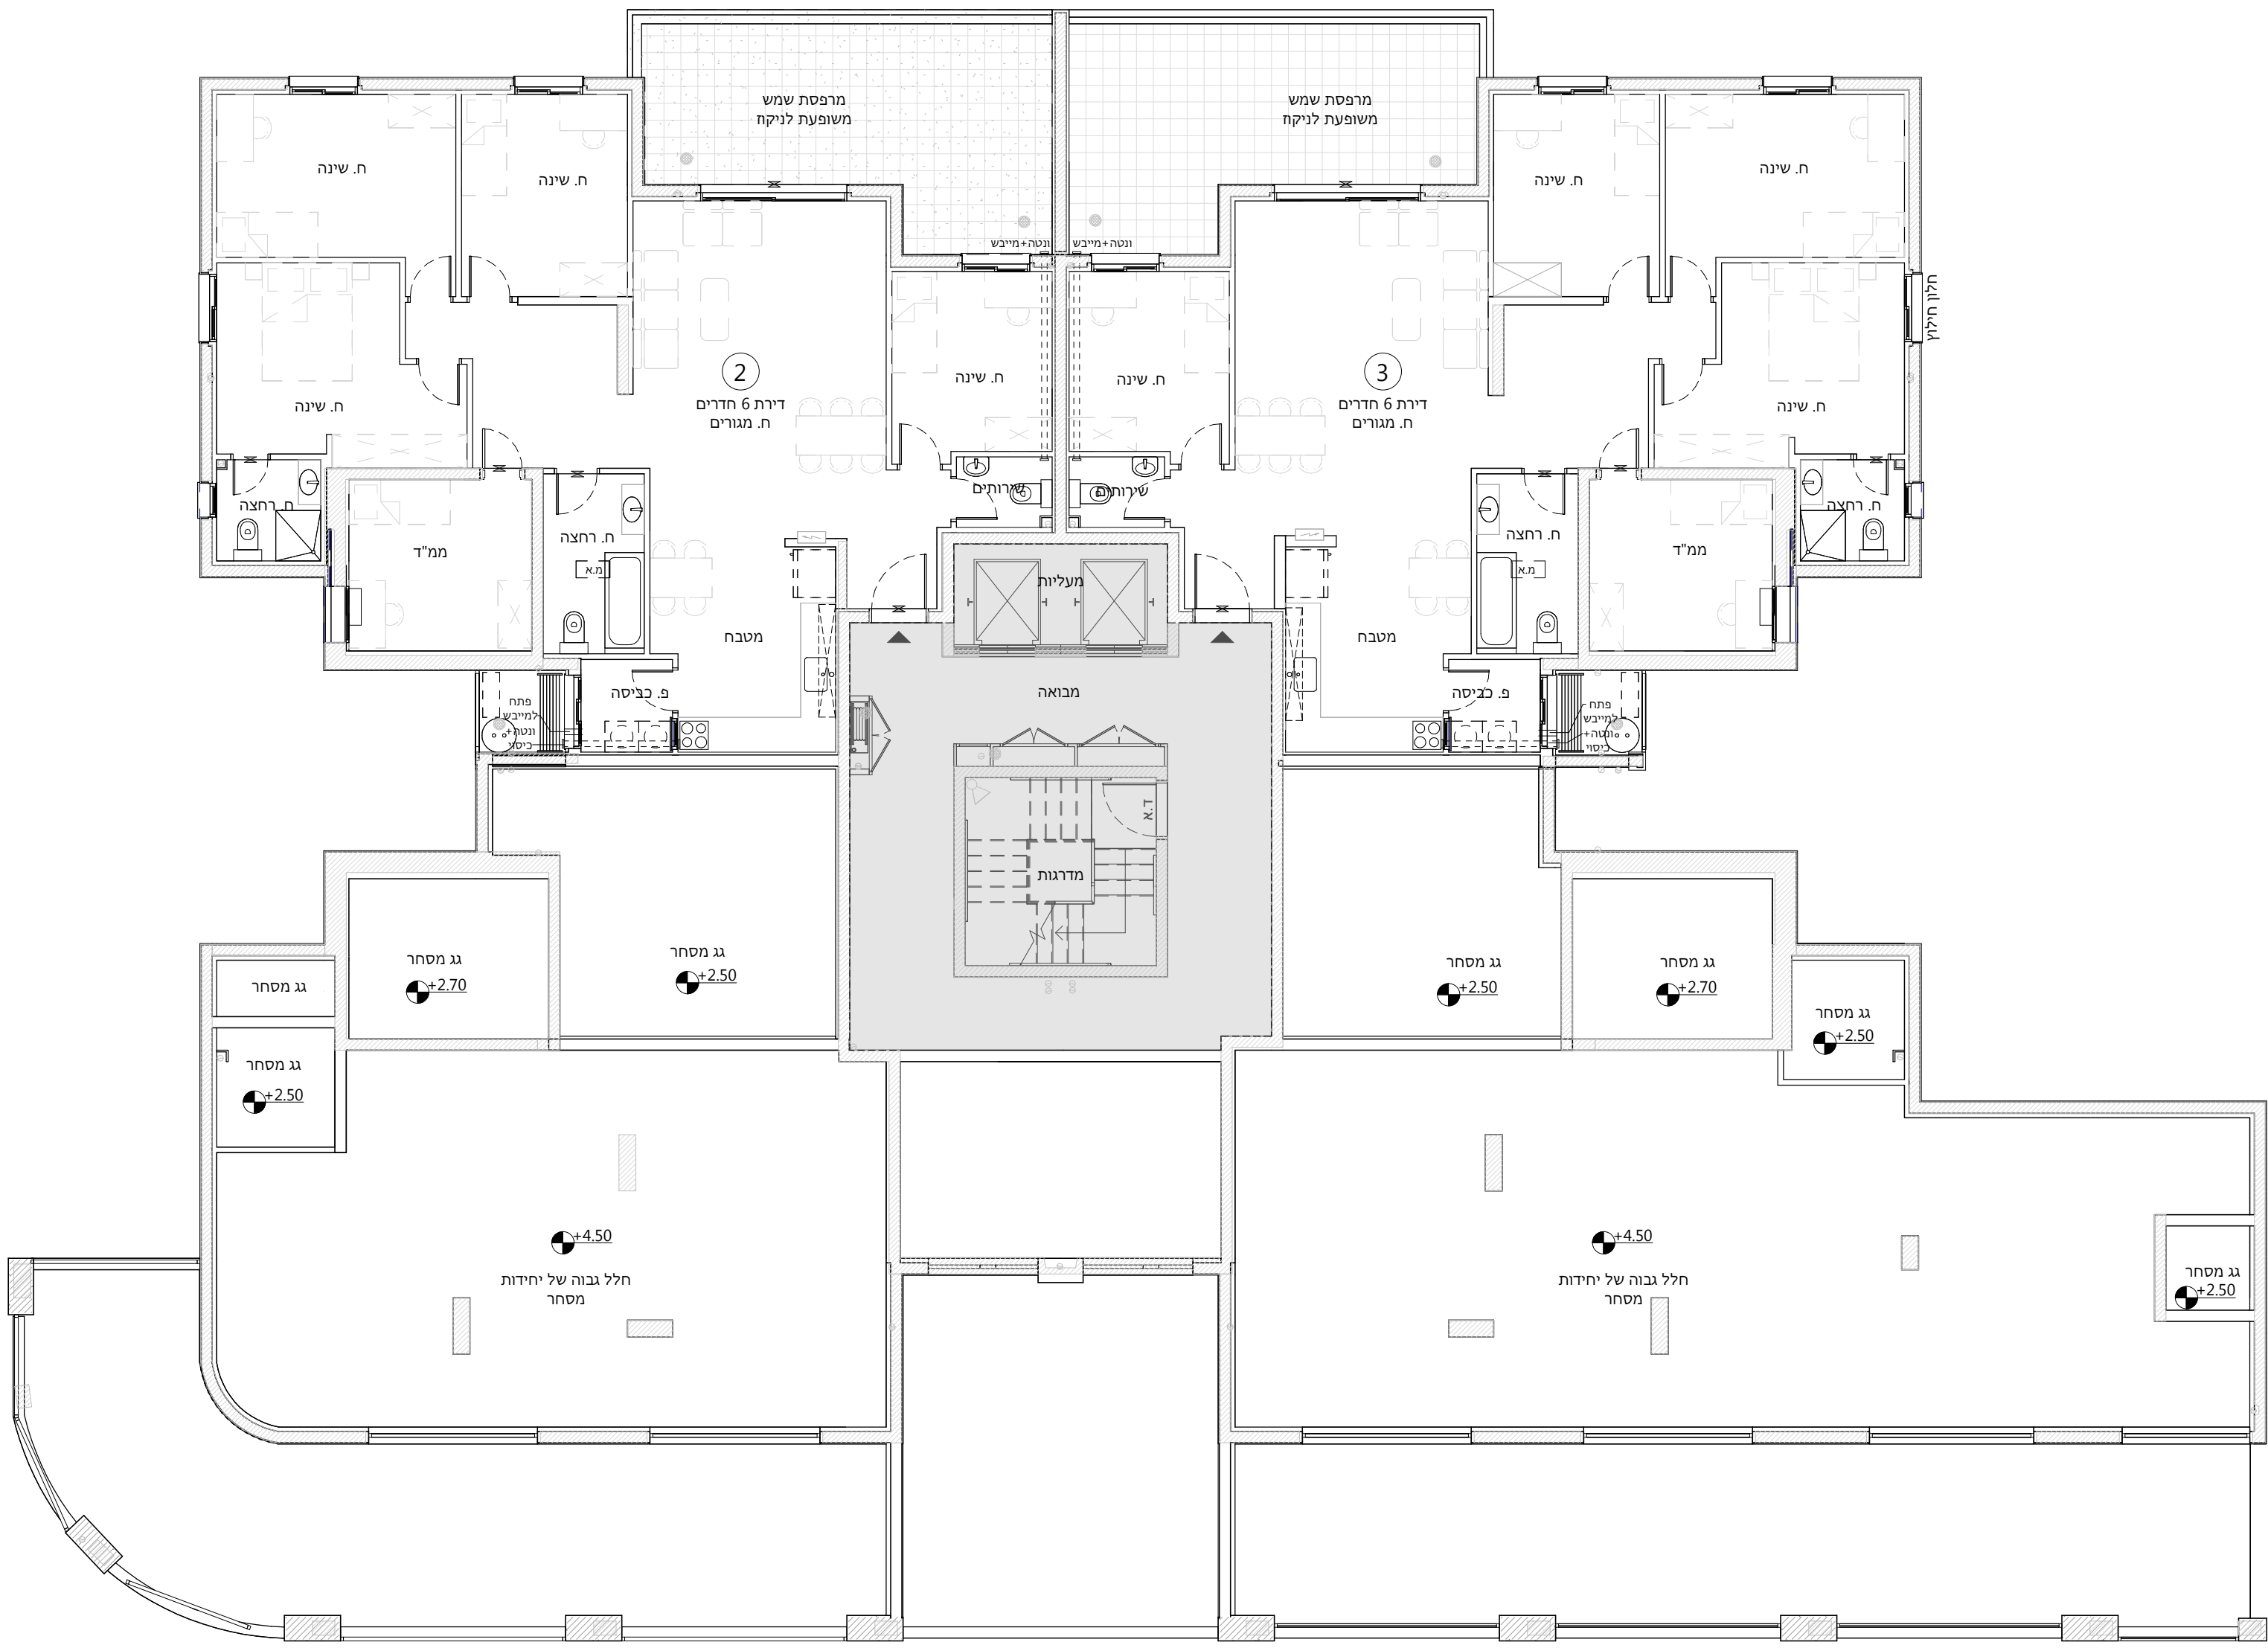 מרפסת שמש
משופעת לניקוז
מרפסת שמש
משופעת לניקוז
ח. שינה
ח. שינה
ח. שינה
ח. שינה
ונטה+מייבש
ונטה+מייבש
חלון חילוץ
2
דירת 6 חדרים
ח. מגורים
3
דירת 6 חדרים
ח. מגורים
ח. שינה
ח. שינה
ח. שינה
ח. שינה
ח. רחצה
שירותים
שירותים
ח. רחצה
ממ"ד
ח. רחצה
מ.א
מעליות
ח. רחצה
מ.א
ממ"ד
מטבח
מטבח
פ. כביסה
מבואה
פ. כביסה
פתח
למייבש
ונטה+
כיסוי
פתח
למייבש
ונטה+
כיסוי
ד.א
מדרגות
גג מסחר
+2.70
גג מסחר
+2.50
גג מסחר
+2.50
גג מסחר
+2.70
גג מסחר
גג מסחר
+2.50
גג מסחר
+2.50
+4.50
חלל גבוה של יחידות
מסחר
+4.50
חלל גבוה של יחידות
מסחר
גג מסחר
+2.50